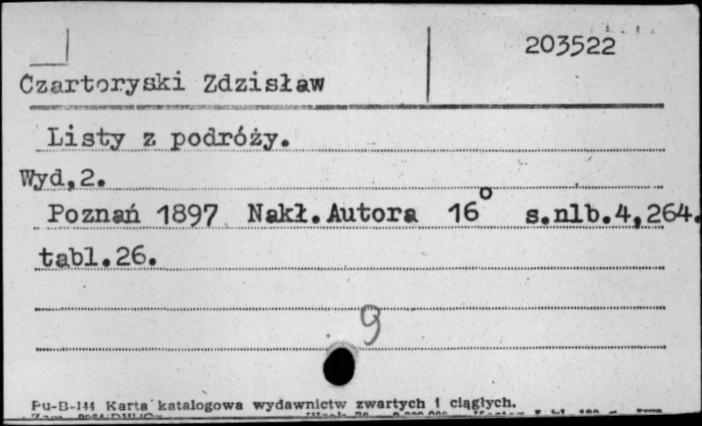 203522
Czartoryski Zdzisław
Listy z podróży.
Wyd,2.
Poznań 1897 Nakł.Autora 16° s.nlb.4,264.
tabl.26.
9
Pu-B-144 Karta katalogowa wydawnictw zwartych i ciągłych.